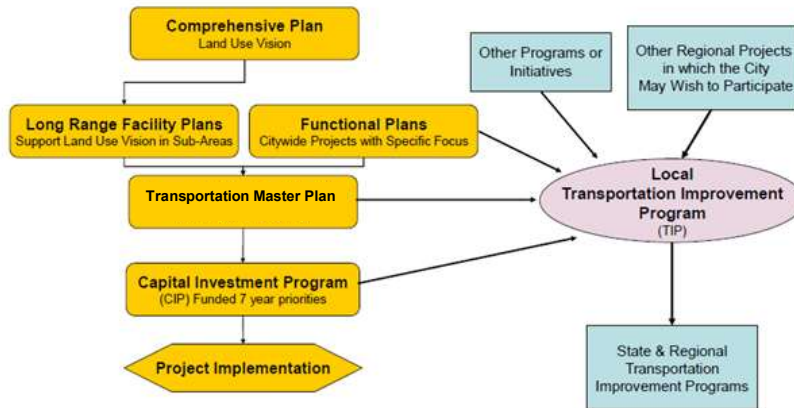 Comprehensive Plan
Land Use Vision
Other Programs or
Initiatives
Other Regional Projects
in which the City
May Wish to Participate
Long Range Facility Plans
Support Land Use Vision in Sub-Areas
Functional Plans
Citywide Projects with Specific Focus
Local
Transportation Improvement
Program
(TIP)
Transportation Master Plan
Capital Investment Program
(CIP) Funded 7 year priorities
Project Implementation
State & Regional
Transportation
Improvement Programs